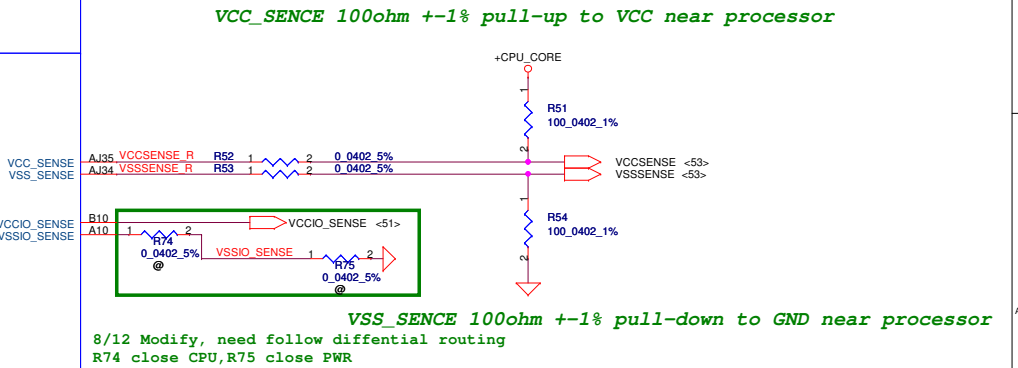 VCC_SENCE 100ohm +-1% pull-up to VCC near processor
+CPU_CORE
1
R51
100_0402_1%
2
VCC_SENSE AJ35 VCCSENSE_R R52 1 2 0_0402_5% VCCSENSE <53>
VSS_SENSE AJ34 VSSSENSE_R R53 1 2 0_0402_5% VSSSENSE <53>
1
R54
100_0402_1%
2
VCCIO_SENSE B10 VCCIO_SENSE <51>
VSSIO_SENSE A10 1 2
R74
0_0402_5%
@
VSSIO_SENSE 1 2
R75
0_0402_5%
@
VSS_SENCE 100ohm +-1% pull-down to GND near processor
8/12 Modify, need follow diffential routing
R74 close CPU,R75 close PWR
A